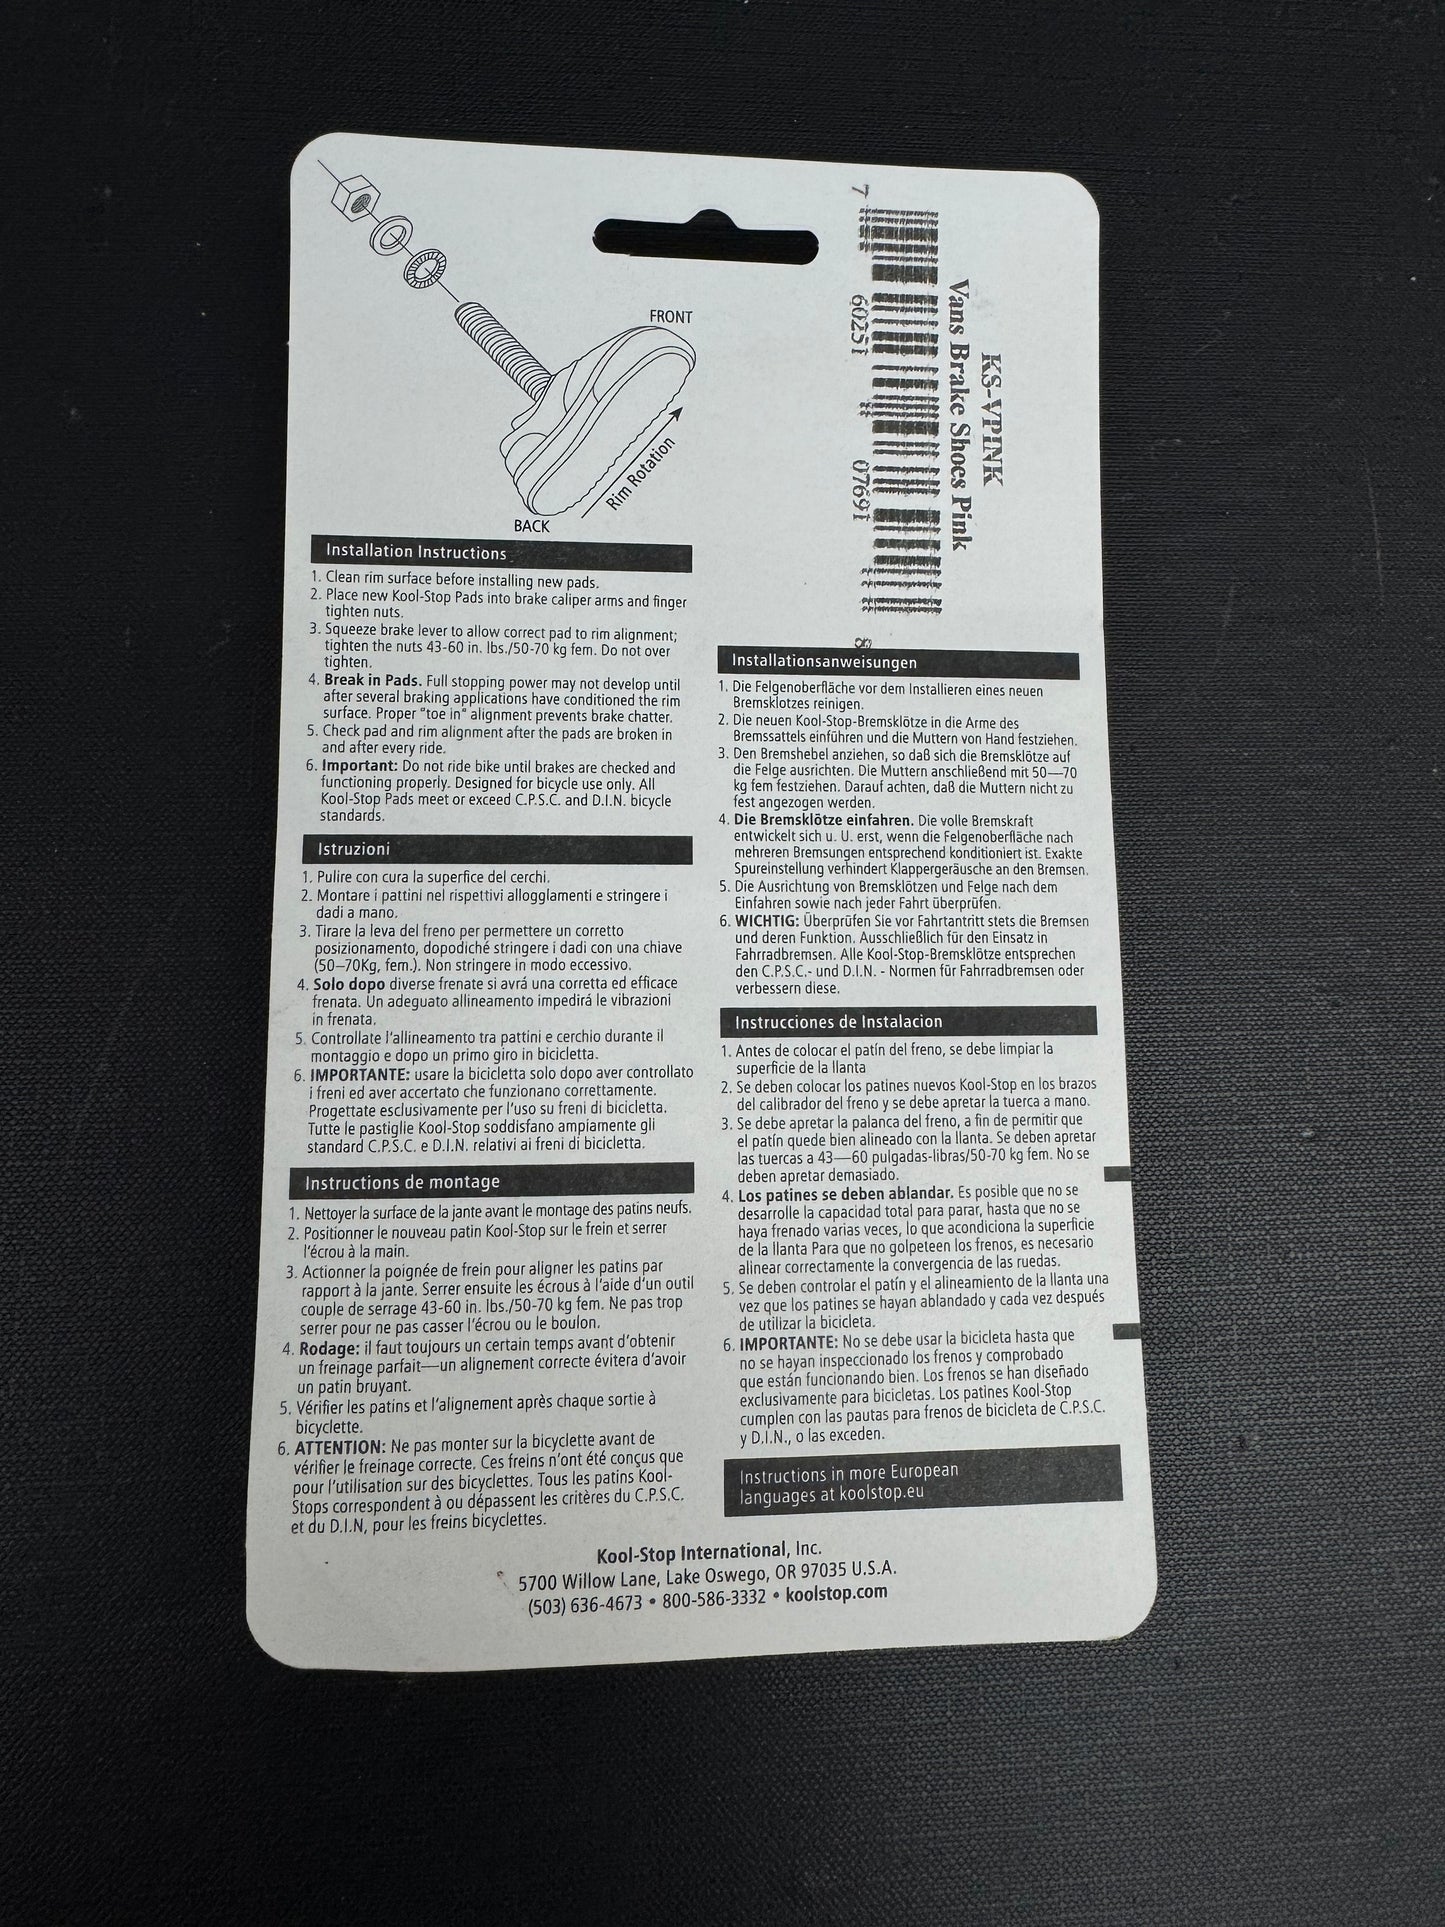 FRONT
BACK
Rim Rotation
KS-VPINK
Vans Brake Shoes Pink
7 60251 07691 8
Installation Instructions
1. Clean rim surface before installing new pads.
2. Place new Kool-Stop Pads into brake caliper arms and finger
tighten nuts.
3. Squeeze brake lever to allow correct pad to rim alignment;
tighten the nuts 43-60 in. lbs./50-70 kg fem. Do not over
tighten.
4. Break in Pads. Full stopping power may not develop until
after several braking applications have conditioned the rim
surface. Proper "toe in" alignment prevents brake chatter.
5. Check pad and rim alignment after the pads are broken in
and after every ride.
6. Important: Do not ride bike until brakes are checked and
functioning properly. Designed for bicycle use only. All
Kool-Stop Pads meet or exceed C.P.S.C. and D.I.N. bicycle
standards.
Istruzioni
1. Pulire con cura la superfice del cerchi.
2. Montare i pattini nel rispettivi allogglamenti e stringere i
dadi a mano.
3. Tirare la leva del freno per permettere un corretto
posizionamento, dopodiché stringere i dadi con una chiave
(50–70Kg, fem.). Non stringere in modo eccessivo.
4. Solo dopo diverse frenate si avrá una corretta ed efficace
frenata. Un adeguato allineamento impedirá le vibrazioni
in frenata.
5. Controllate l'allineamento tra pattini e cerchio durante il
montaggio e dopo un primo giro in bicicletta.
6. IMPORTANTE: usare la bicicletta solo dopo aver controllato
i freni ed aver accertato che funzionano correttamente.
Progettate esclusivamente per l'uso su freni di bicicletta.
Tutte le pastiglie Kool-Stop soddisfano ampiamente gli
standard C.P.S.C. e D.I.N. relativi ai freni di bicicletta.
Instructions de montage
1. Nettoyer la surface de la jante avant le montage des patins neufs.
2. Positionner le nouveau patin Kool-Stop sur le frein et serrer
l'écrou à la main.
3. Actionner la poignée de frein pour aligner les patins par
rapport à la jante. Serrer ensuite les écrous à l'aide d'un outil
couple de serrage 43-60 in. lbs./50-70 kg fem. Ne pas trop
serrer pour ne pas casser l'écrou ou le boulon.
4. Rodage: il faut toujours un certain temps avant d'obtenir
un freinage parfait—un alignement correcte évitera d'avoir
un patin bruyant.
5. Vérifier les patins et l'alignement après chaque sortie à
bicyclette.
6. ATTENTION: Ne pas monter sur la bicyclette avant de
vérifier le freinage correcte. Ces freins n'ont été conçus que
pour l'utilisation sur des bicyclettes. Tous les patins Kool-
Stops correspondent à ou dépassent les critères du C.P.S.C.
et du D.I.N, pour les freins bicyclettes.
Installationsanweisungen
1. Die Felgenoberfläche vor dem Installieren eines neuen
Bremsklotzes reinigen.
2. Die neuen Kool-Stop-Bremsklötze in die Arme des
Bremssattels einführen und die Muttern von Hand festziehen.
3. Den Bremshebel anziehen, so daß sich die Bremsklötze auf
die Felge ausrichten. Die Muttern anschließend mit 50—70
kg fem festziehen. Darauf achten, daß die Muttern nicht zu
fest angezogen werden.
4. Die Bremsklötze einfahren. Die volle Bremskraft
entwickelt sich u. U. erst, wenn die Felgenoberfläche nach
mehreren Bremsungen entsprechend konditioniert ist. Exakte
Spureinstellung verhindert Klappergeräusche an den Bremsen.
5. Die Ausrichtung von Bremsklötzen und Felge nach dem
Einfahren sowie nach jeder Fahrt überprüfen.
6. WICHTIG: Überprüfen Sie vor Fahrtantritt stets die Bremsen
und deren Funktion. Ausschließlich für den Einsatz in
Fahrradbremsen. Alle Kool-Stop-Bremsklötze entsprechen
den C.P.S.C.- und D.I.N. - Normen für Fahrradbremsen oder
verbessern diese.
Instrucciones de Instalacion
1. Antes de colocar el patín del freno, se debe limpiar la
superficie de la llanta
2. Se deben colocar los patines nuevos Kool-Stop en los brazos
del calibrador del freno y se debe apretar la tuerca a mano.
3. Se debe apretar la palanca del freno, a fin de permitir que
el patín quede bien alineado con la llanta. Se deben apretar
las tuercas a 43—60 pulgadas-libras/50-70 kg fem. No se
deben apretar demasiado.
4. Los patines se deben ablandar. Es posible que no se
desarrolle la capacidad total para parar, hasta que no se
haya frenado varias veces, lo que acondiciona la superficie
de la llanta Para que no golpeteen los frenos, es necesario
alinear correctamente la convergencia de las ruedas.
5. Se deben controlar el patín y el alineamiento de la llanta una
vez que los patines se hayan ablandado y cada vez después
de utilizar la bicicleta.
6. IMPORTANTE: No se debe usar la bicicleta hasta que
no se hayan inspeccionado los frenos y comprobado
que están funcionando bien. Los frenos se han diseñado
exclusivamente para bicicletas. Los patines Kool-Stop
cumplen con las pautas para frenos de bicicleta de C.P.S.C.
y D.I.N., o las exceden.
Instructions in more European
languages at koolstop.eu
Kool-Stop International, Inc.
5700 Willow Lane, Lake Oswego, OR 97035 U.S.A.
(503) 636-4673 • 800-586-3332 • koolstop.com